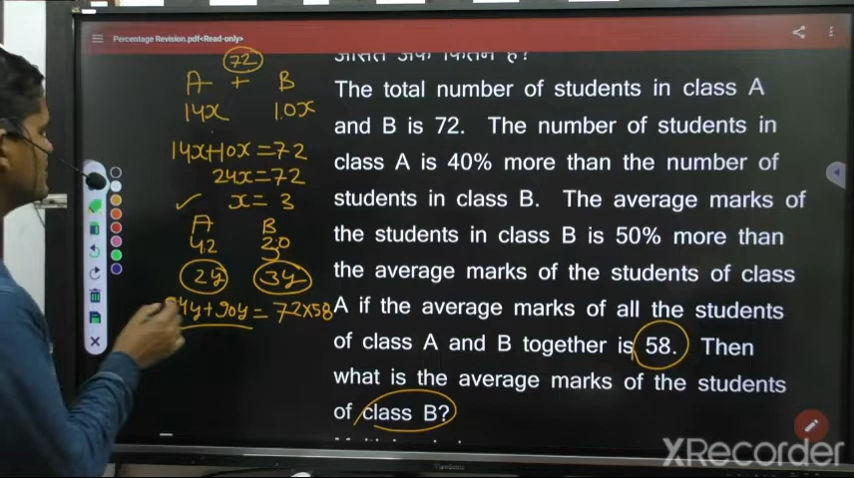 Percentage Revision.pdf<Read-only>
72
A + B
14x 10x
14x+10x=72
24x=72
x=3
A B
42 30
2y 3y
84y+90y=72x58
The total number of students in class A
and B is 72. The number of students in
class A is 40% more than the number of
students in class B. The average marks of
the students in class B is 50% more than
the average marks of the students of class
A if the average marks of all the students
of class A and B together is 58. Then
what is the average marks of the students
of class B?
XRecorder
ViewSonic